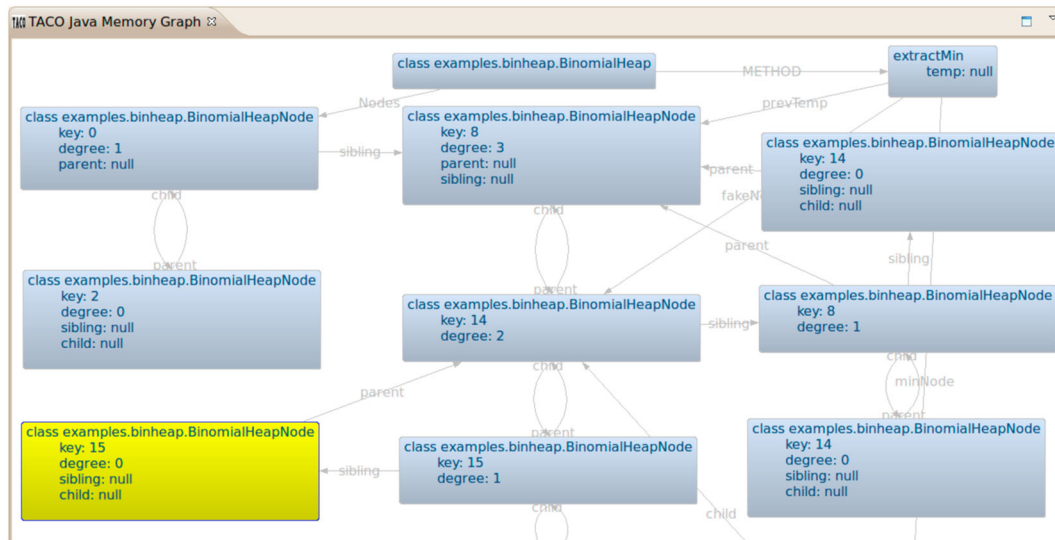 TACO TACO Java Memory Graph
class examples.binheap.BinomialHeap
METHOD
extractMin
temp: null
Nodes
prevTemp
class examples.binheap.BinomialHeapNode
key: 0
degree: 1
parent: null
sibling
class examples.binheap.BinomialHeapNode
key: 8
degree: 3
parent: null
sibling: null
class examples.binheap.BinomialHeapNode
key: 14
degree: 0
sibling: null
child: null
parent
child
child
parent
sibling
parent
parent
class examples.binheap.BinomialHeapNode
key: 2
degree: 0
sibling: null
child: null
class examples.binheap.BinomialHeapNode
key: 14
degree: 2
sibling
class examples.binheap.BinomialHeapNode
key: 8
degree: 1
child
child
minNode
parent
parent
parent
class examples.binheap.BinomialHeapNode
key: 15
degree: 0
sibling: null
child: null
sibling
class examples.binheap.BinomialHeapNode
key: 15
degree: 1
class examples.binheap.BinomialHeapNode
key: 14
degree: 0
sibling: null
child: null
child
child